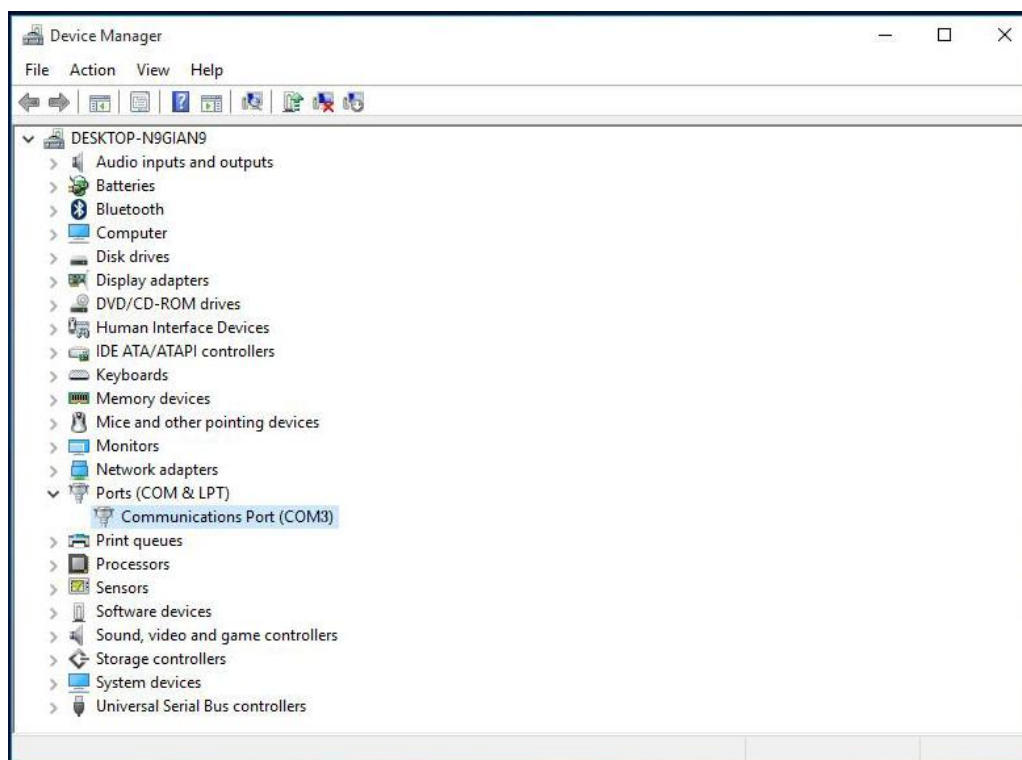 Device Manager
File Action View Help
DESKTOP-N9GIAN9
Audio inputs and outputs
Batteries
Bluetooth
Computer
Disk drives
Display adapters
DVD/CD-ROM drives
Human Interface Devices
IDE ATA/ATAPI controllers
Keyboards
Memory devices
Mice and other pointing devices
Monitors
Network adapters
Ports (COM & LPT)
Communications Port (COM3)
Print queues
Processors
Sensors
Software devices
Sound, video and game controllers
Storage controllers
System devices
Universal Serial Bus controllers